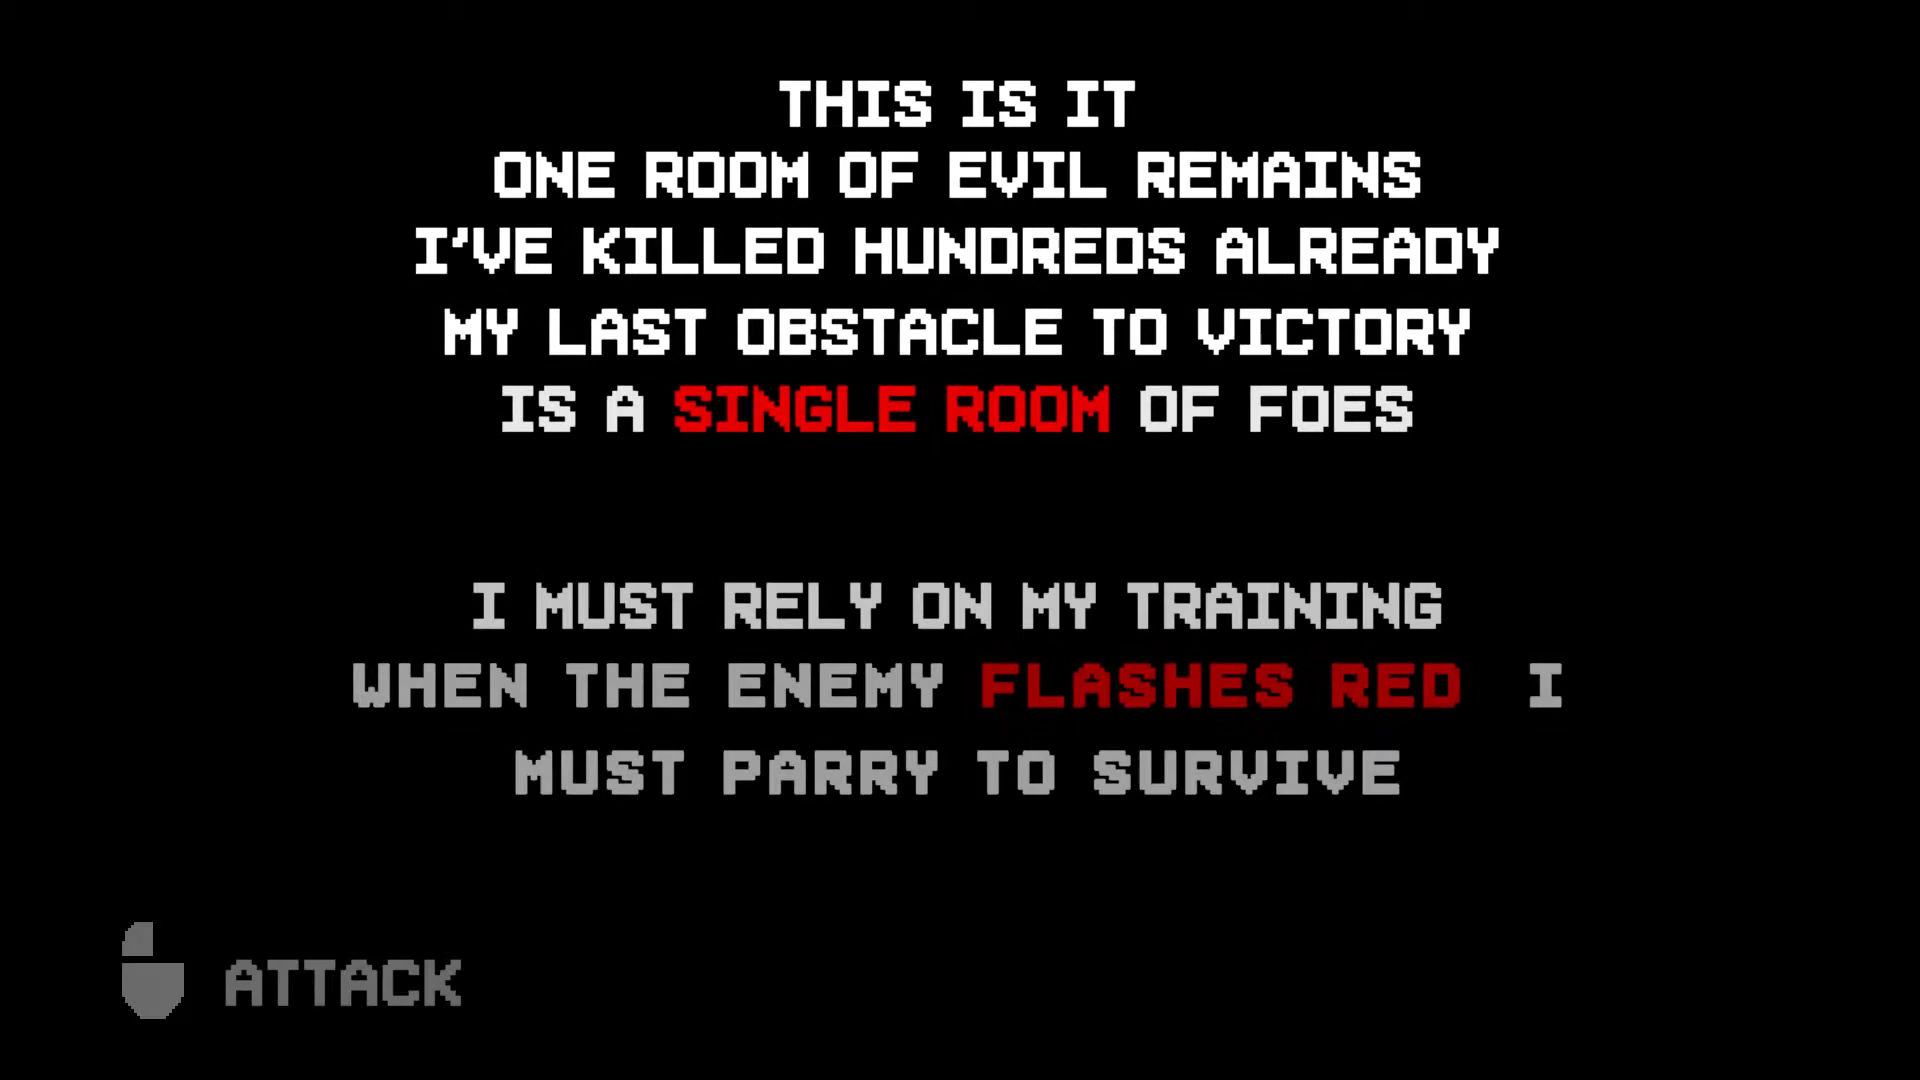 THIS IS IT
ONE ROOM OF EVIL REMAINS
I'VE KILLED HUNDREDS ALREADY
MY LAST OBSTACLE TO VICTORY
IS A SINGLE ROOM OF FOES
I MUST RELY ON MY TRAINING
WHEN THE ENEMY FLASHES RED I
MUST PARRY TO SURVIVE
ATTACK